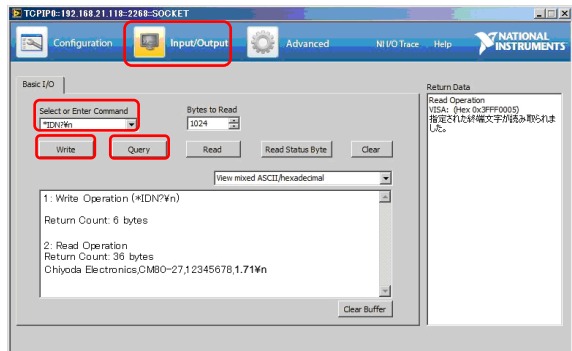 TCPIP0::192.168.21.118::2268::SOCKET
Configuration
Input/Output
Advanced
NI I/O Trace
Help
NATIONAL
INSTRUMENTS
Basic I/O
Select or Enter Command
*IDN?¥n
Bytes to Read
1024
Write
Query
Read
Read Status Byte
Clear
View mixed ASCII/hexadecimal
1: Write Operation (*IDN?¥n)
Return Count: 6 bytes
2: Read Operation
Return Count: 36 bytes
Chiyoda Electronics,CM80-27,12345678,1.71¥n
Clear Buffer
Return Data
Read Operation
VISA: (Hex 0x3FFF0005)
指定された終端文字が読み取られま
した。